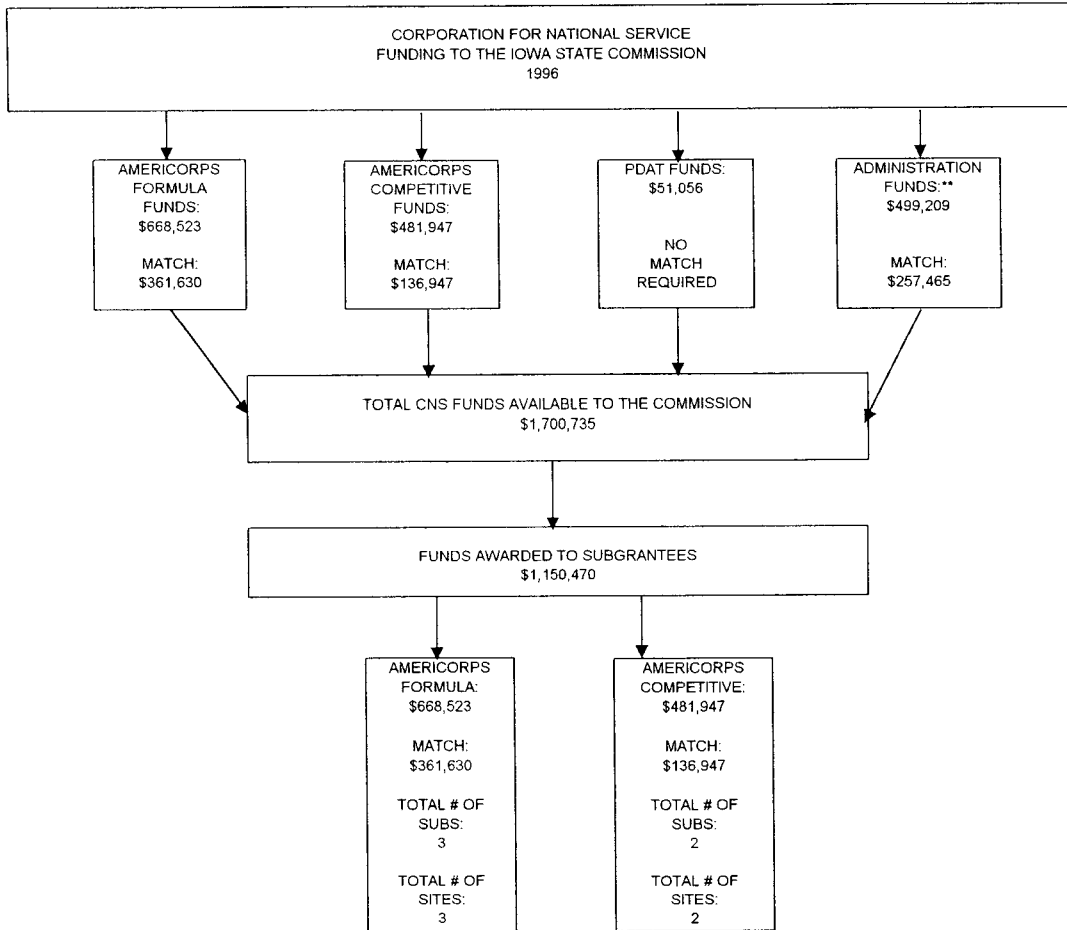 CORPORATION FOR NATIONAL SERVICE
FUNDING TO THE IOWA STATE COMMISSION
1996
AMERICORPS
FORMULA
FUNDS:
$668,523
MATCH:
$361,630
AMERICORPS
COMPETITIVE
FUNDS:
$481,947
MATCH:
$136,947
PDAT FUNDS:
$51,056
NO
MATCH
REQUIRED
ADMINISTRATION
FUNDS:**
$499,209
MATCH:
$257,465
TOTAL CNS FUNDS AVAILABLE TO THE COMMISSION
$1,700,735
FUNDS AWARDED TO SUBGRANTEES
$1,150,470
AMERICORPS
FORMULA:
$668,523
MATCH:
$361,630
TOTAL # OF
SUBS:
3
TOTAL # OF
SITES:
3
AMERICORPS
COMPETITIVE:
$481,947
MATCH:
$136,947
TOTAL # OF
SUBS:
2
TOTAL # OF
SITES:
2